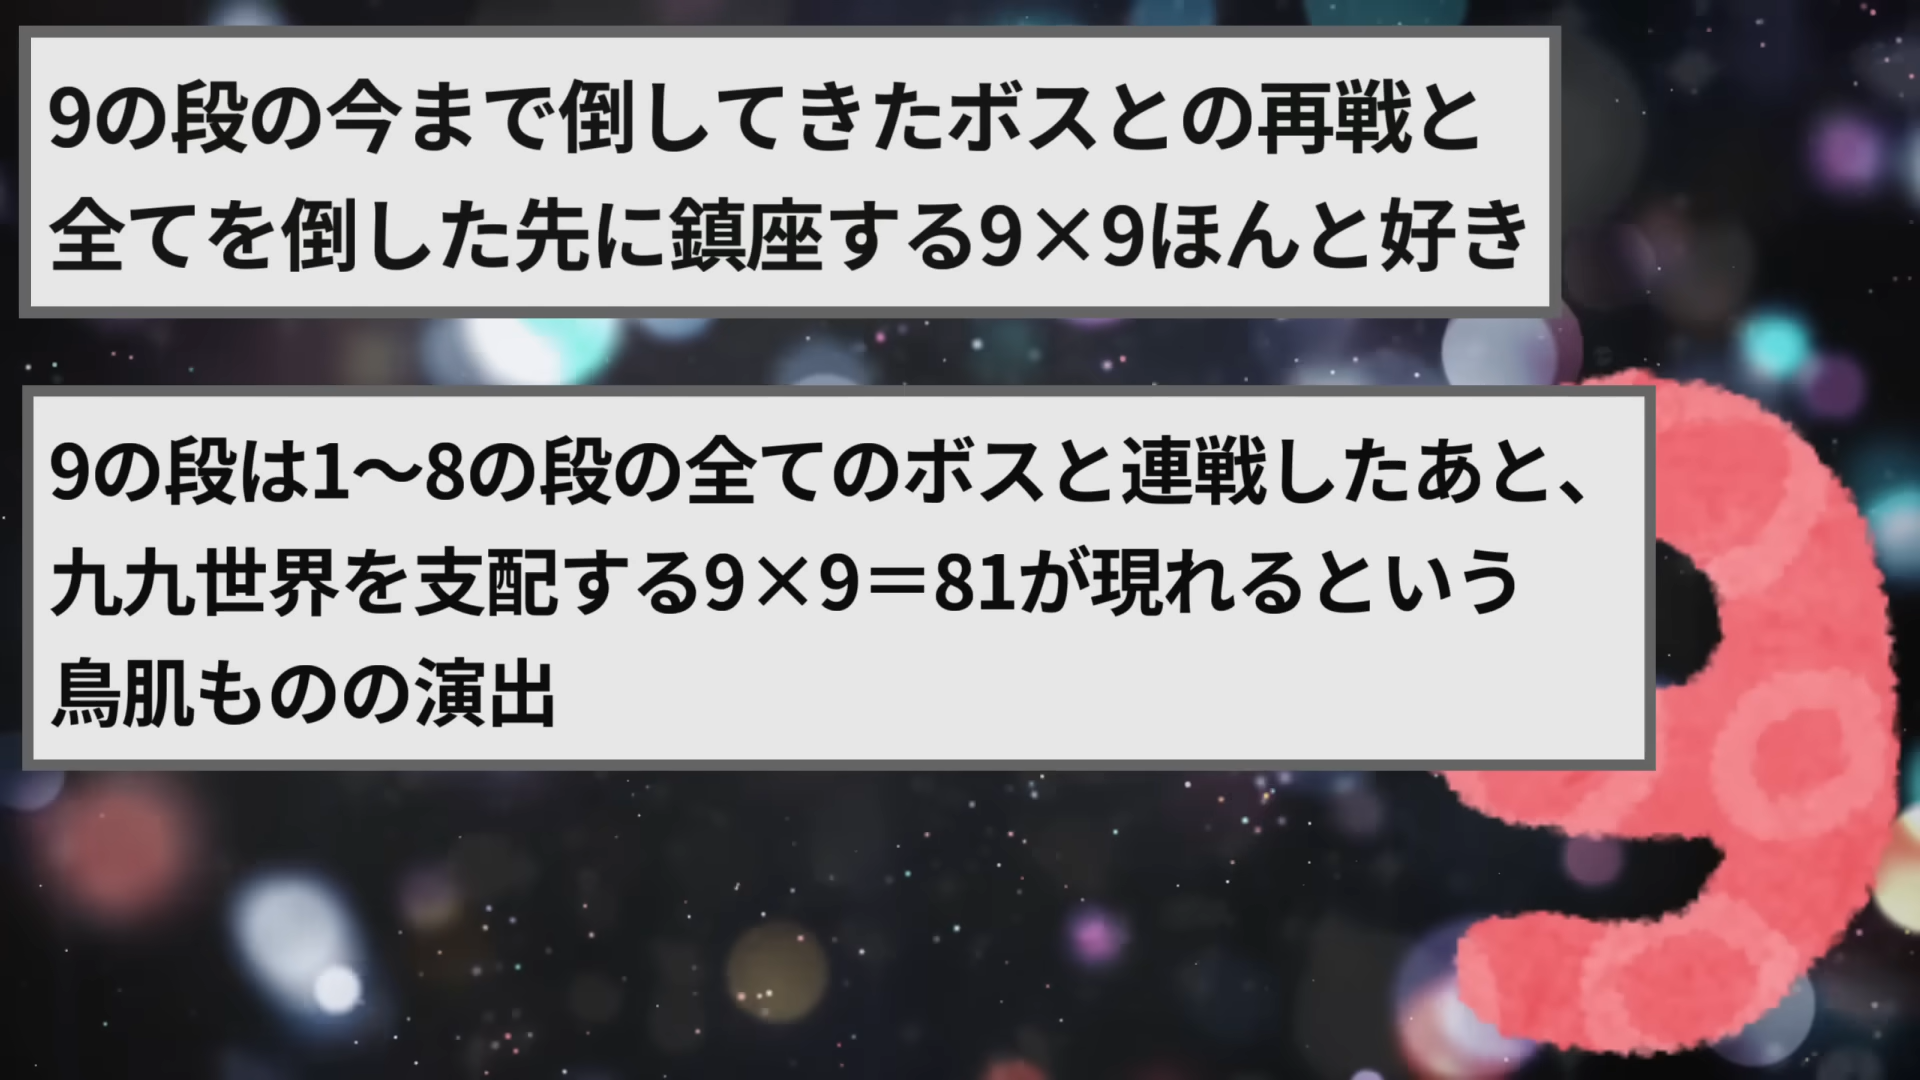 9の段の今まで倒してきたボスとの再戦と
全てを倒した先に鎮座する9×9ほんと好き
9の段は1〜8の段の全てのボスと連戦したあと、
九九世界を支配する9×9＝81が現れるという
鳥肌ものの演出
9